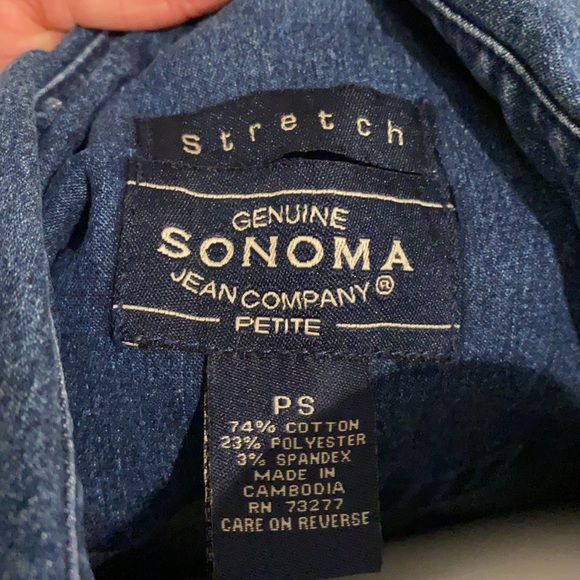 Stretch
GENUINE
SONOMA
JEAN COMPANY®
PETITE
PS
74% COTTON
23% POLYESTER
3% SPANDEX
MADE IN
CAMBODIA
RN 73277
CARE ON REVERSE